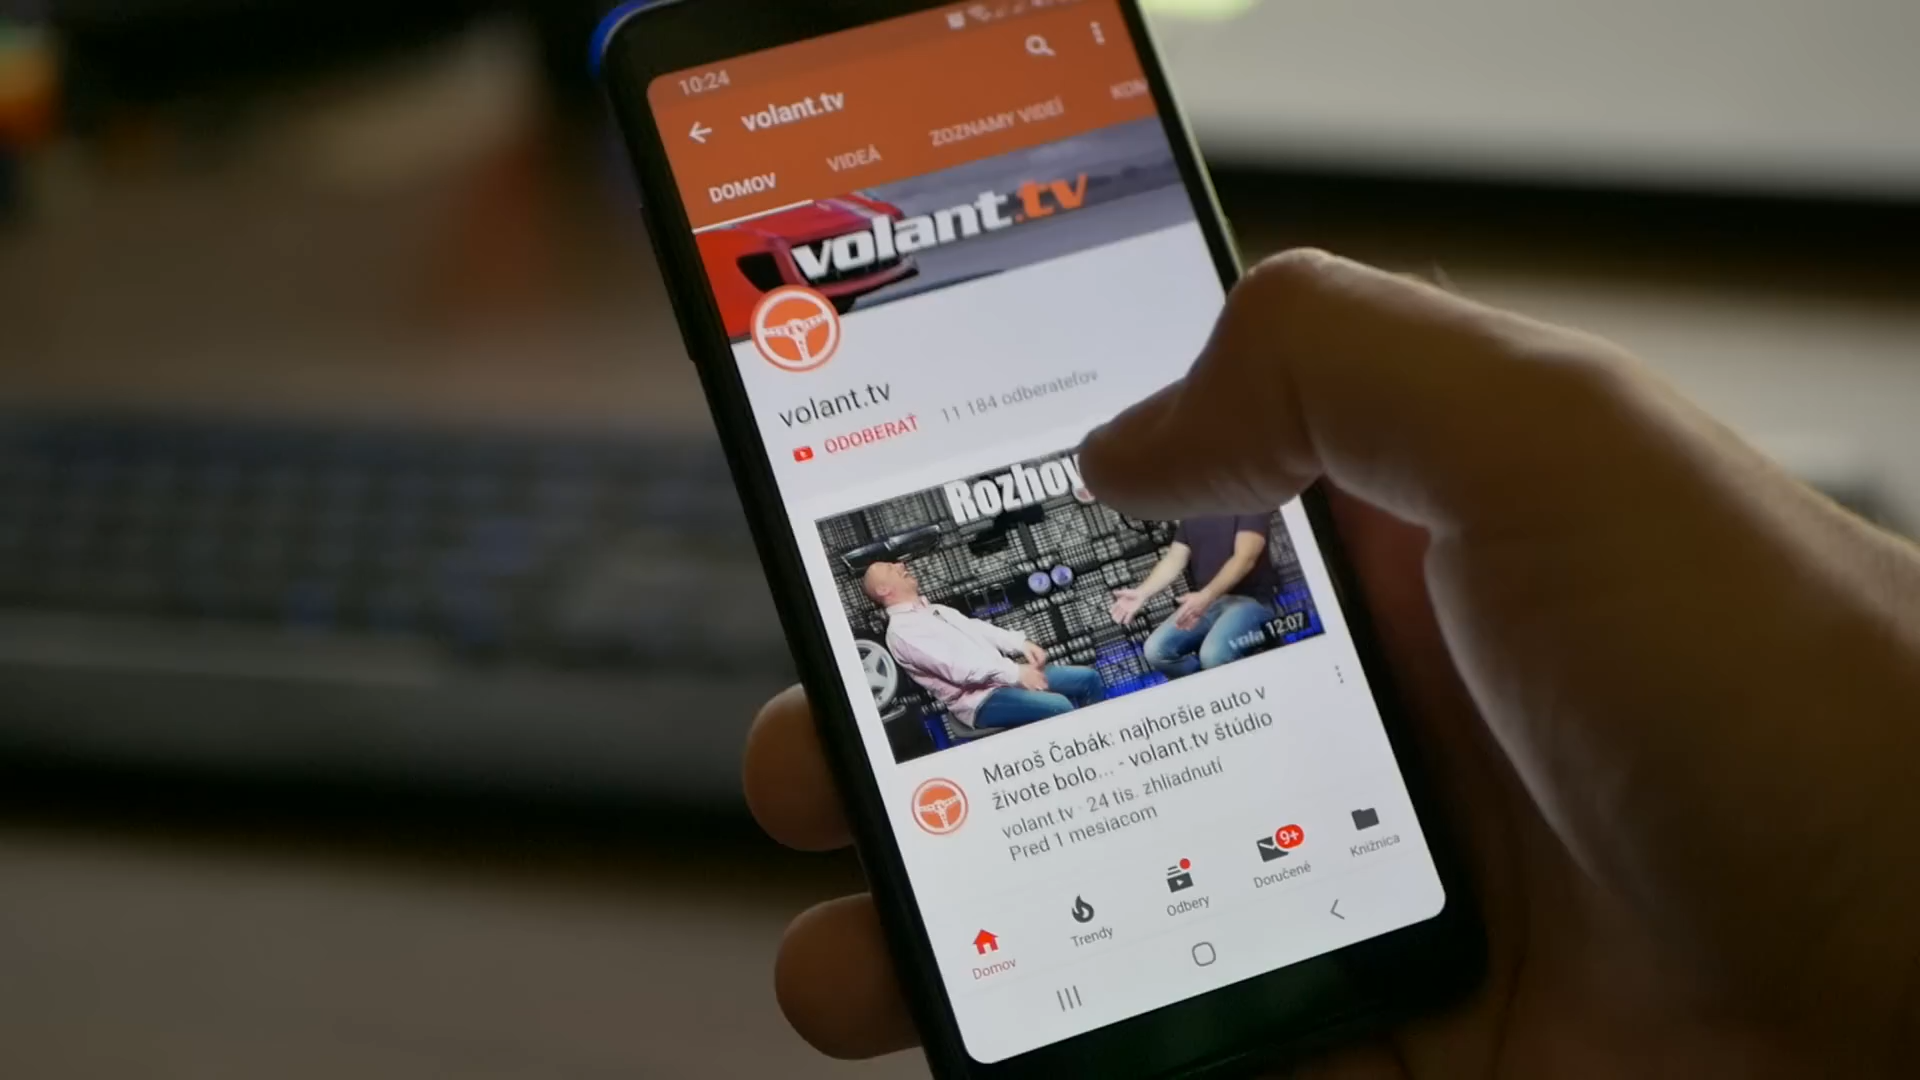 10:24
volant.tv
DOMOV
VIDEÁ
ZOZNAMY VIDEÍ
volant.tv
volant.tv
ODOBERAŤ
11 184 odberateľov
12:07
Maroš Čabák: najhoršie auto v
živote bolo... - volant.tv štúdio
volant.tv · 24 tis. zhliadnutí
Pred 1 mesiacom
Domov
Trendy
Odbery
9+
Doručené
Knižnica